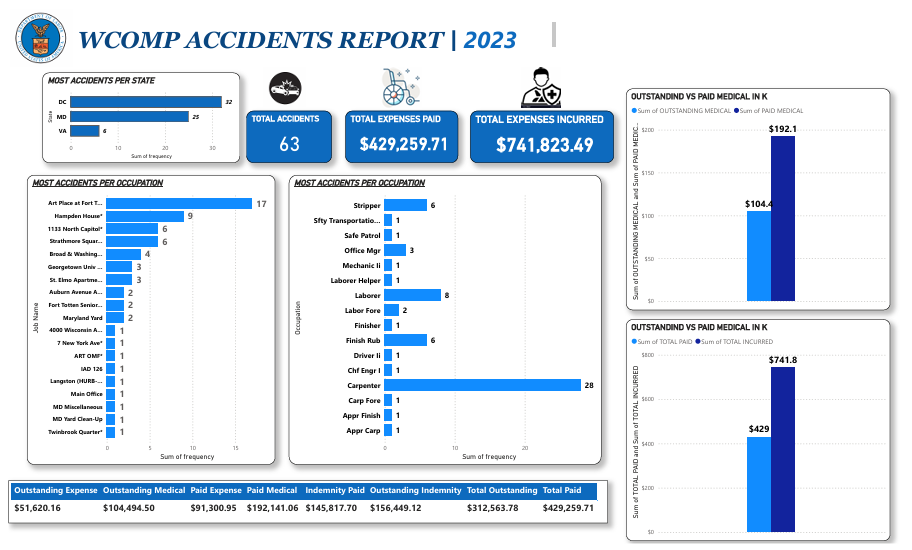 WCOMP ACCIDENTS REPORT | 2023
MOST ACCIDENTS PER STATE
State
DC
32
MD
25
VA
6
0 10 20 30
Sum of frequency
TOTAL ACCIDENTS
63
TOTAL EXPENSES PAID
$429,259.71
TOTAL EXPENSES INCURRED
$741,823.49
MOST ACCIDENTS PER OCCUPATION
Job Name
Art Place at Fort T... 17
Hampden House* 9
1133 North Capitol* 6
Strathmore Squar... 6
Broad & Washing... 4
Georgetown Univ ... 3
St. Elmo Apartme... 3
Auburn Avenue A... 2
Fort Totten Senior... 2
Maryland Yard 2
4000 Wisconsin A... 1
7 New York Ave* 1
ART OMF* 1
IAD 126 1
Langston (HURB-... 1
Main Office 1
MD Miscellaneous 1
MD Yard Clean-Up 1
Twinbrook Quarter* 1
0 5 10 15
Sum of frequency
MOST ACCIDENTS PER OCCUPATION
Occupation
Stripper 6
Sfty Transportatio... 1
Safe Patrol 1
Office Mgr 3
Mechanic Ii 1
Laborer Helper 1
Laborer 8
Labor Fore 2
Finisher 1
Finish Rub 6
Driver Ii 1
Chf Engr I 1
Carpenter 28
Carp Fore 1
Appr Finish 1
Appr Carp 1
0 10 20
Sum of frequency
OUTSTANDIND VS PAID MEDICAL IN K
Sum of OUTSTANDING MEDICAL Sum of PAID MEDICAL
Sum of OUTSTANDING MEDICAL and Sum of PAID MEDIC...
$200
$150
$100
$50
$0
$104.4
$192.1
OUTSTANDIND VS PAID MEDICAL IN K
Sum of TOTAL PAID Sum of TOTAL INCURRED
Sum of TOTAL PAID and Sum of TOTAL INCURRED
$800
$600
$400
$200
$0
$429
$741.8
Outstanding Expense Outstanding Medical Paid Expense Paid Medical Indemnity Paid Outstanding Indemnity Total Outstanding Total Paid
$51,620.16 $104,494.50 $91,300.95 $192,141.06 $145,817.70 $156,449.12 $312,563.78 $429,259.71